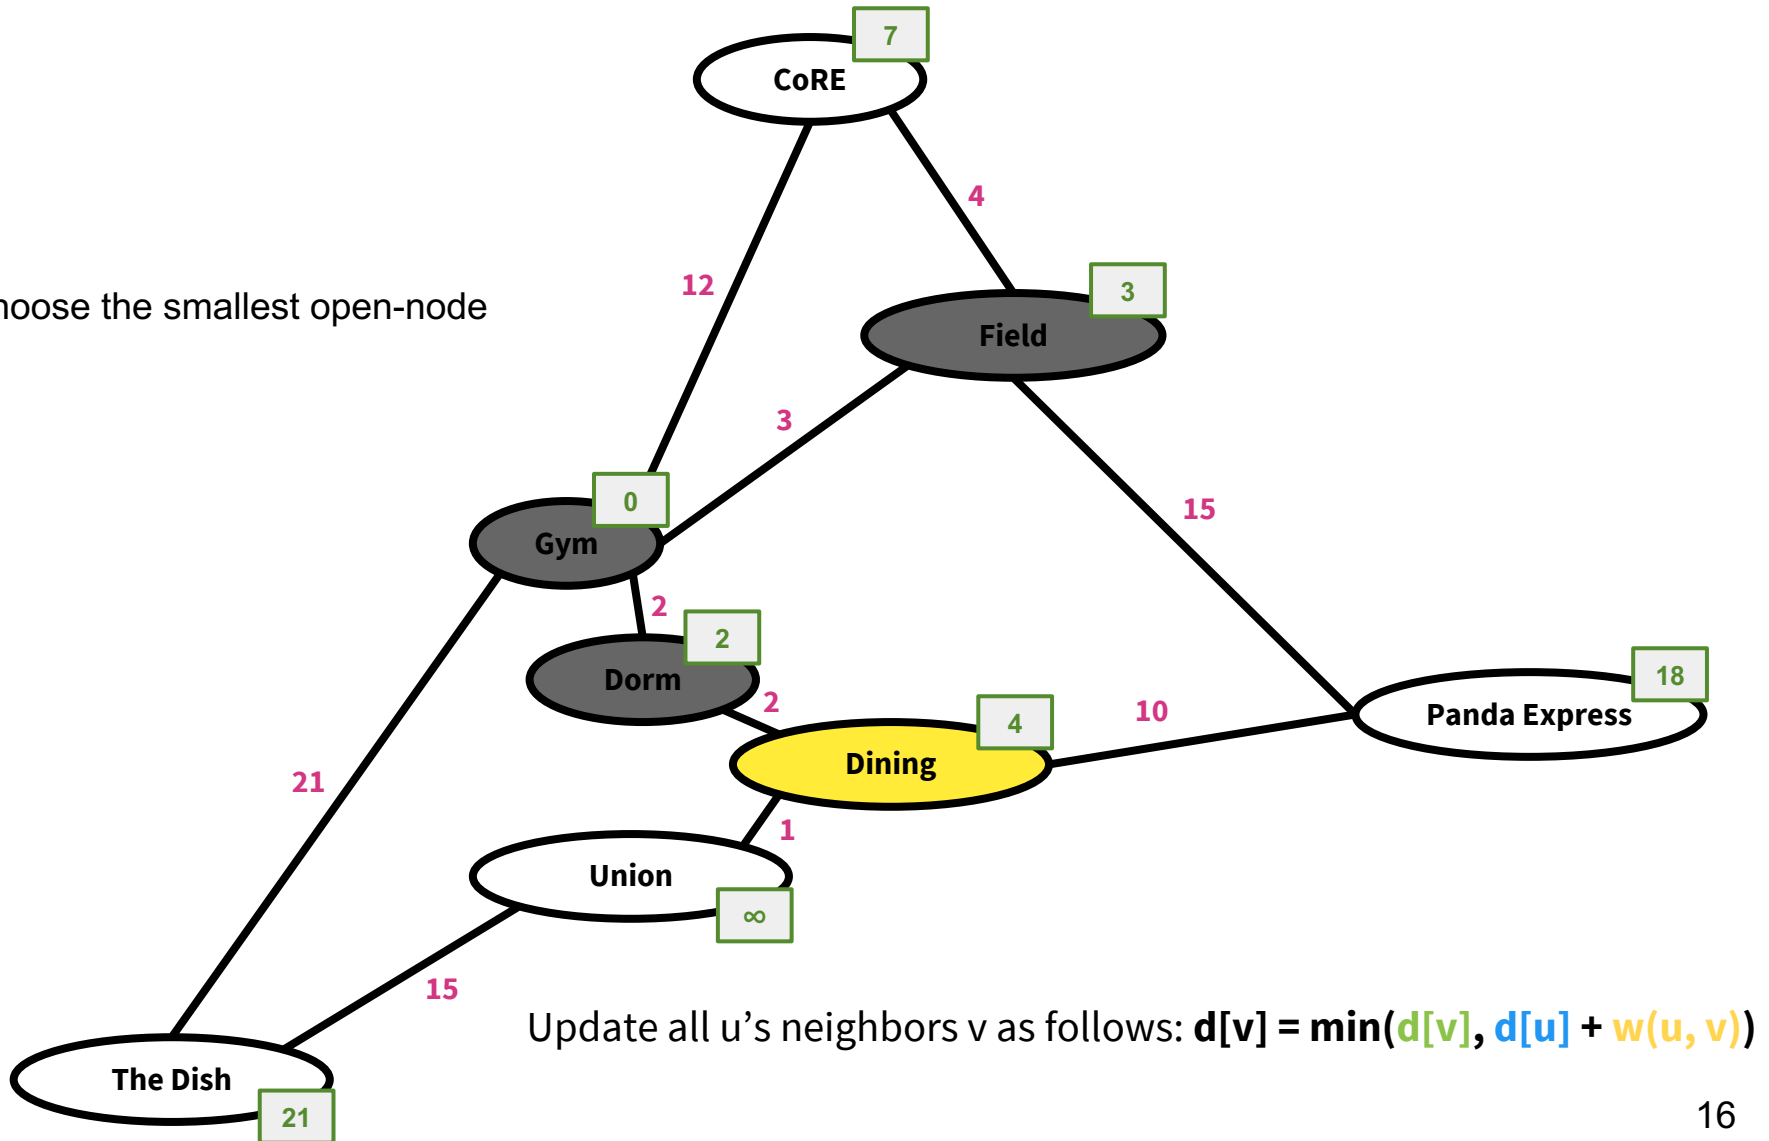 7
CoRE
4
12
3
hoose the smallest open-node
Field
3
0
15
Gym
2
2
18
Dorm
2
4
10
Panda Express
Dining
21
1
Union
∞
15
Update all u’s neighbors v as follows: d[v] = min(d[v], d[u] + w(u, v))
The Dish
21
16